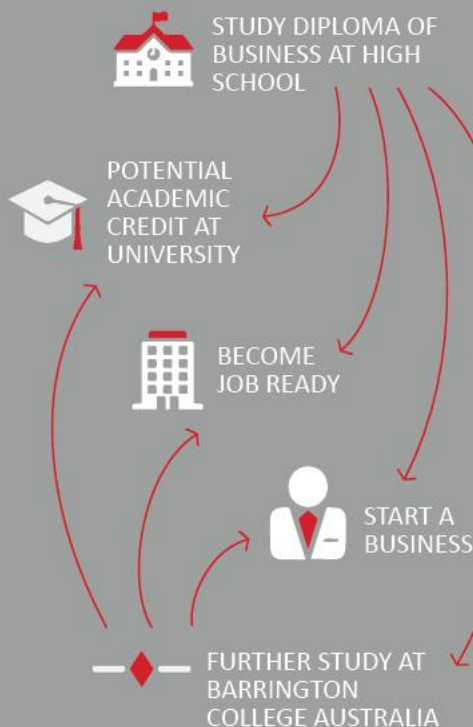 STUDY DIPLOMA OF
BUSINESS AT HIGH
SCHOOL
POTENTIAL
ACADEMIC
CREDIT AT
UNIVERSITY
BECOME
JOB READY
START A
BUSINESS
FURTHER STUDY AT
BARRINGTON
COLLEGE AUSTRALIA